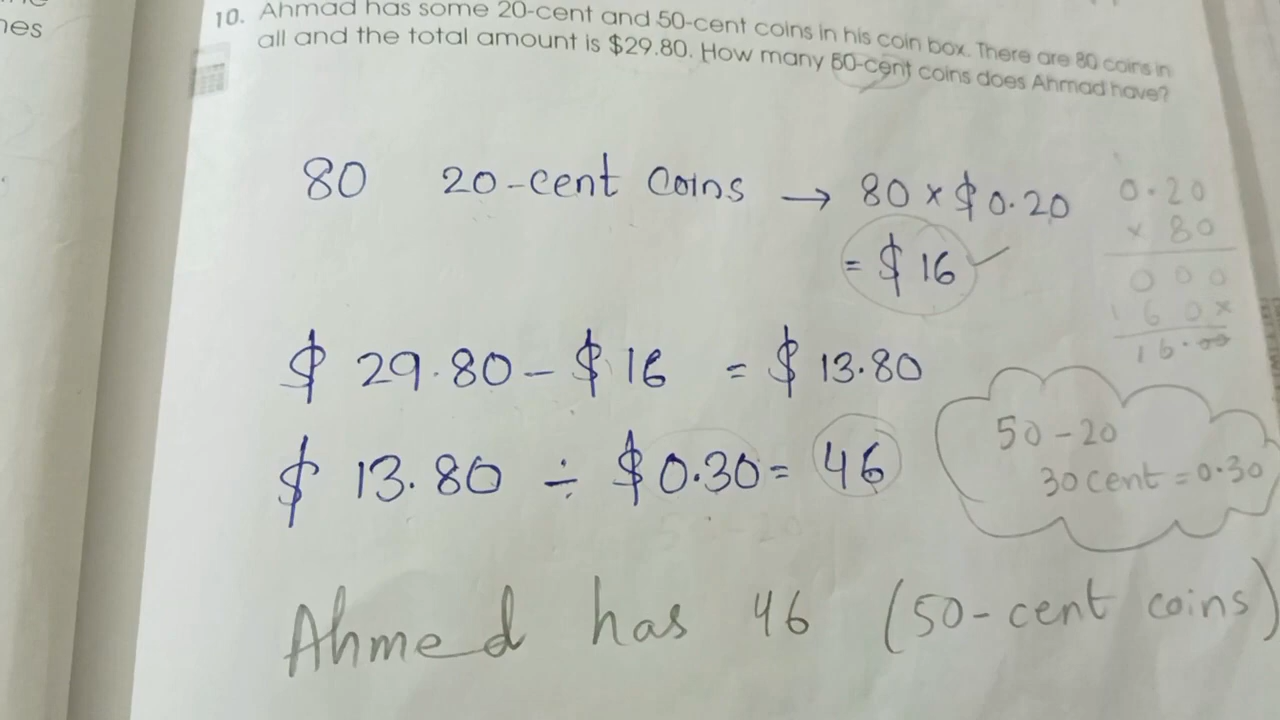 nes
10. Ahmad has some 20-cent and 50-cent coins in his coin box. There are 80 coins in
all and the total amount is $29.80. How many 50-cent coins does Ahmad have?
80 20-cent coins → 80 × $0.20
= $16 ✓
0.20
× 80
000
160×
16.00
$ 29.80 - $16 = $13.80
$ 13.80 ÷ $0.30 = 46
50 - 20
30 cent = 0.30
Ahmed has 46 (50-cent coins)